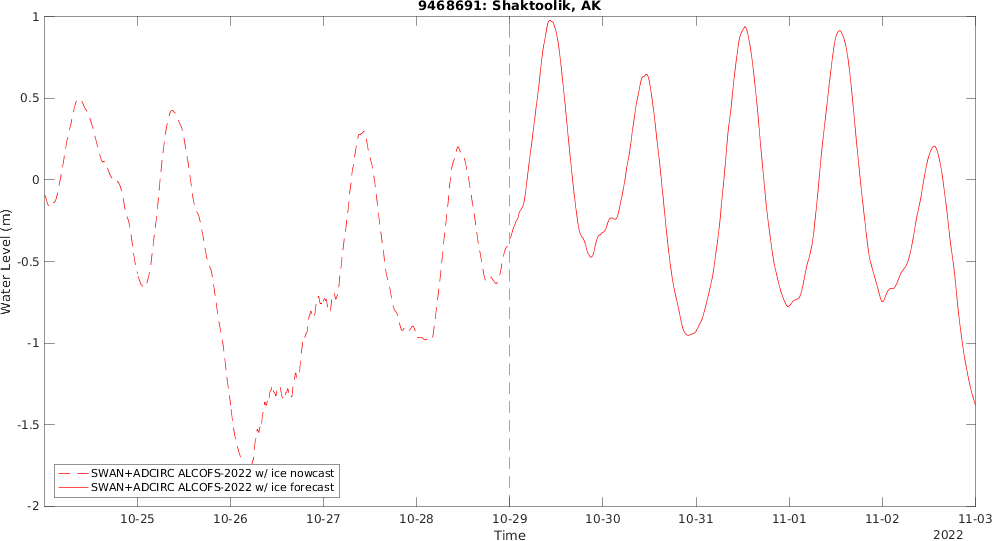 9468691: Shaktoolik, AK
Water Level (m)
1
0.5
0
-0.5
-1
-1.5
-2
SWAN+ADCIRC ALCOFS-2022 w/ ice nowcast
SWAN+ADCIRC ALCOFS-2022 w/ ice forecast
10-25 10-26 10-27 10-28 10-29 10-30 10-31 11-01 11-02 11-03
Time
2022